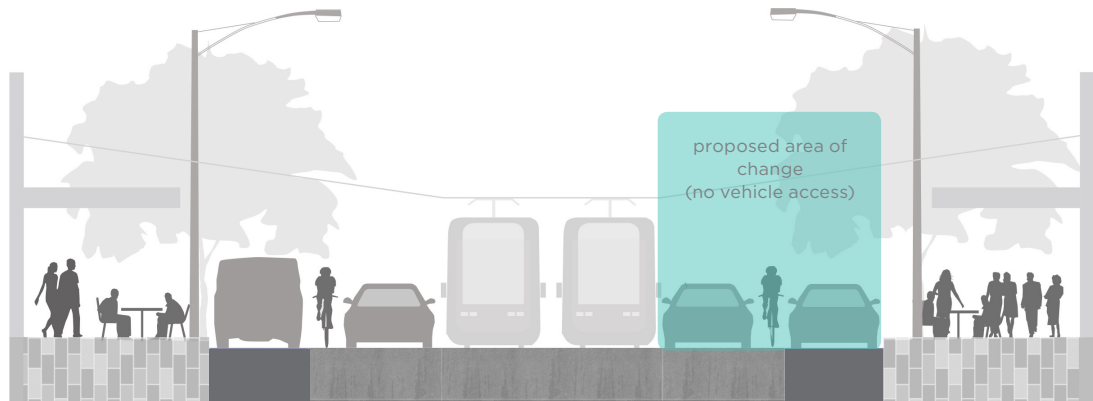 proposed area of
change
(no vehicle access)